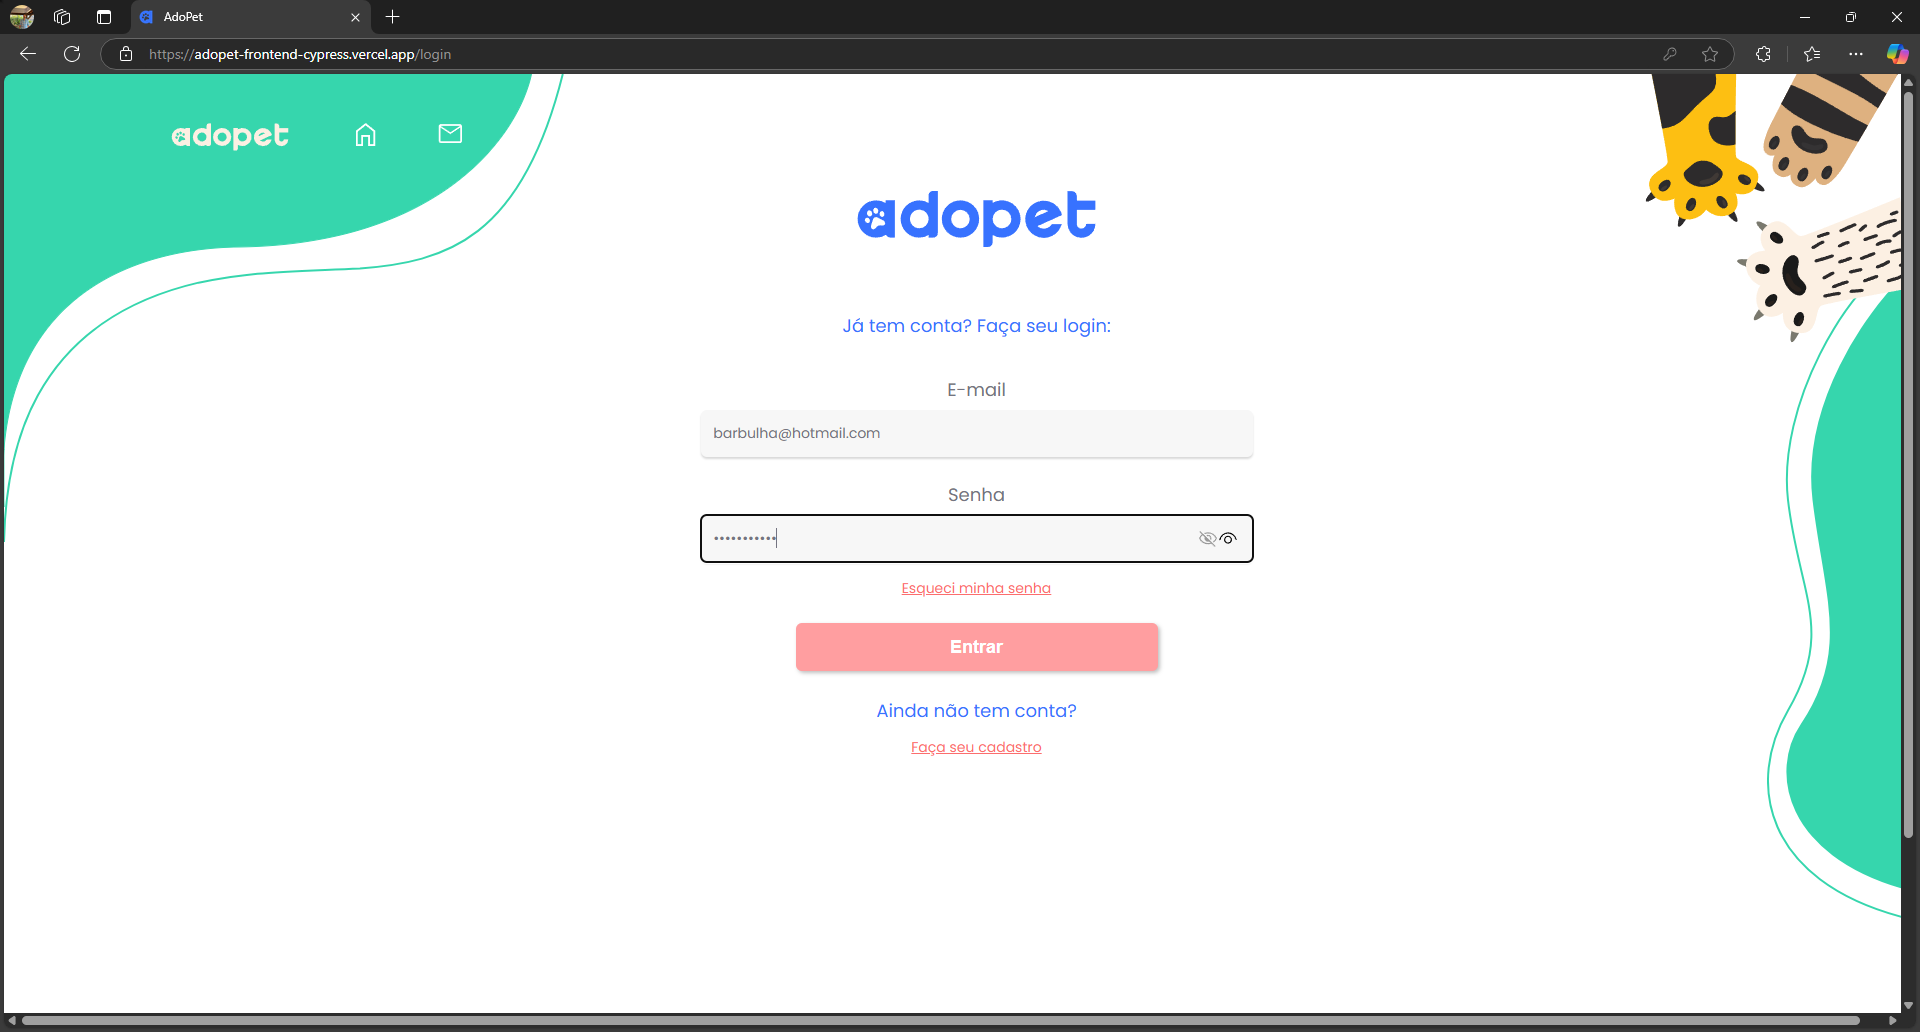 AdoPet
https://adopet-frontend-cypress.vercel.app/login
adopet
adopet
Já tem conta? Faça seu login:
E-mail
barbulha@hotmail.com
Senha
•••••••••••
Esqueci minha senha
Entrar
Ainda não tem conta?
Faça seu cadastro